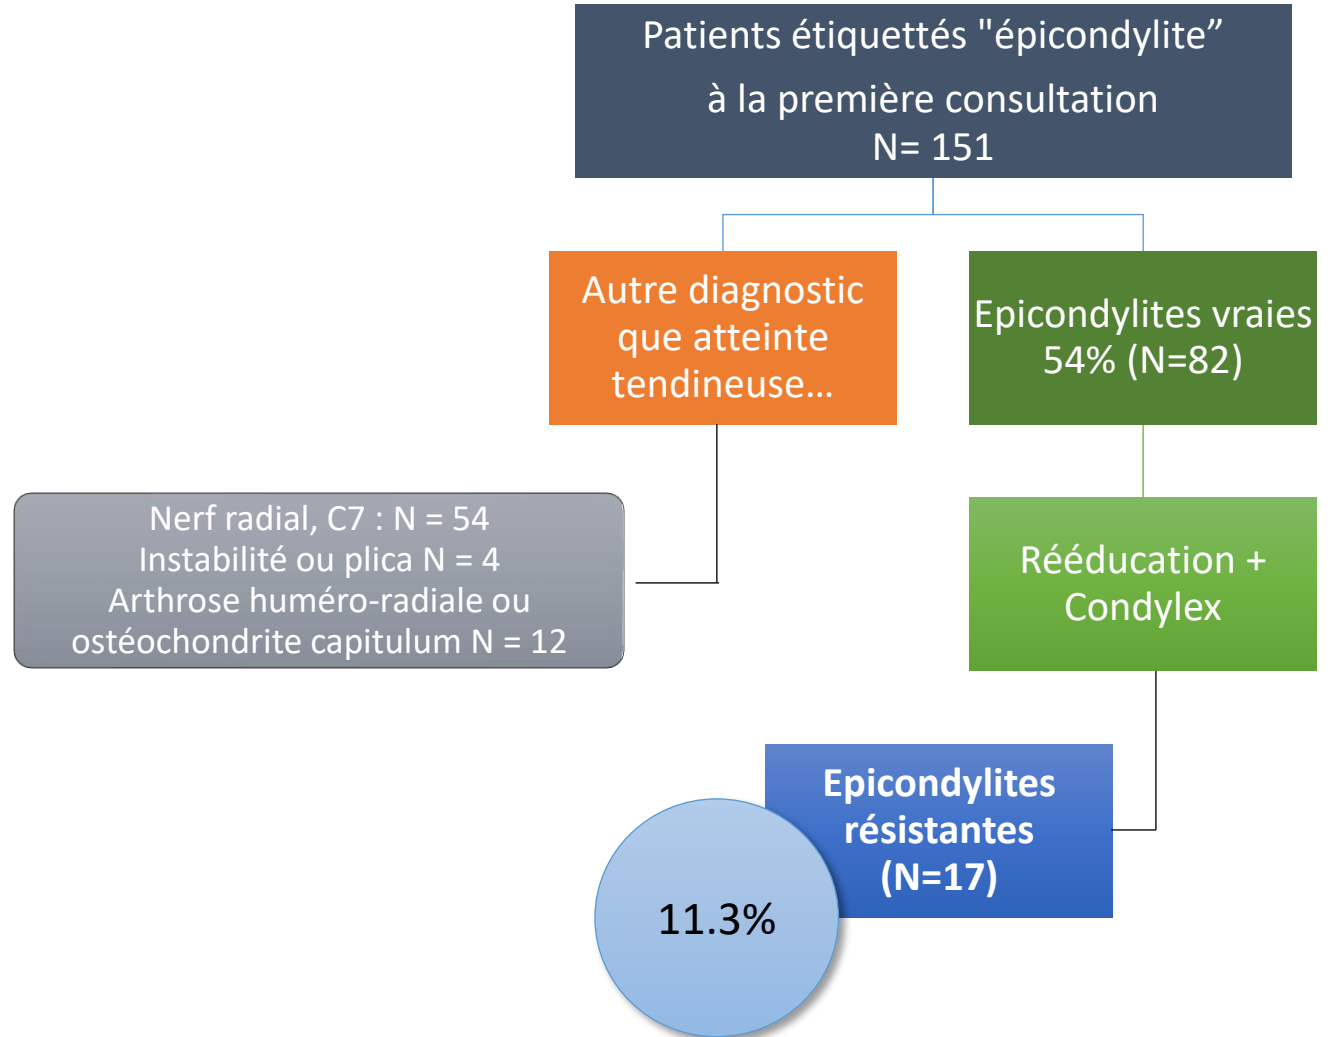 Patients étiquettés "épicondylite”
à la première consultation
N= 151
Autre diagnostic
que atteinte
tendineuse...
Epicondylites vraies
54% (N=82)
Nerf radial, C7 : N = 54
Instabilité ou plica N = 4
Arthrose huméro-radiale ou
ostéochondrite capitulum N = 12
Rééducation +
Condylex
Epicondylites
résistantes
(N=17)
11.3%